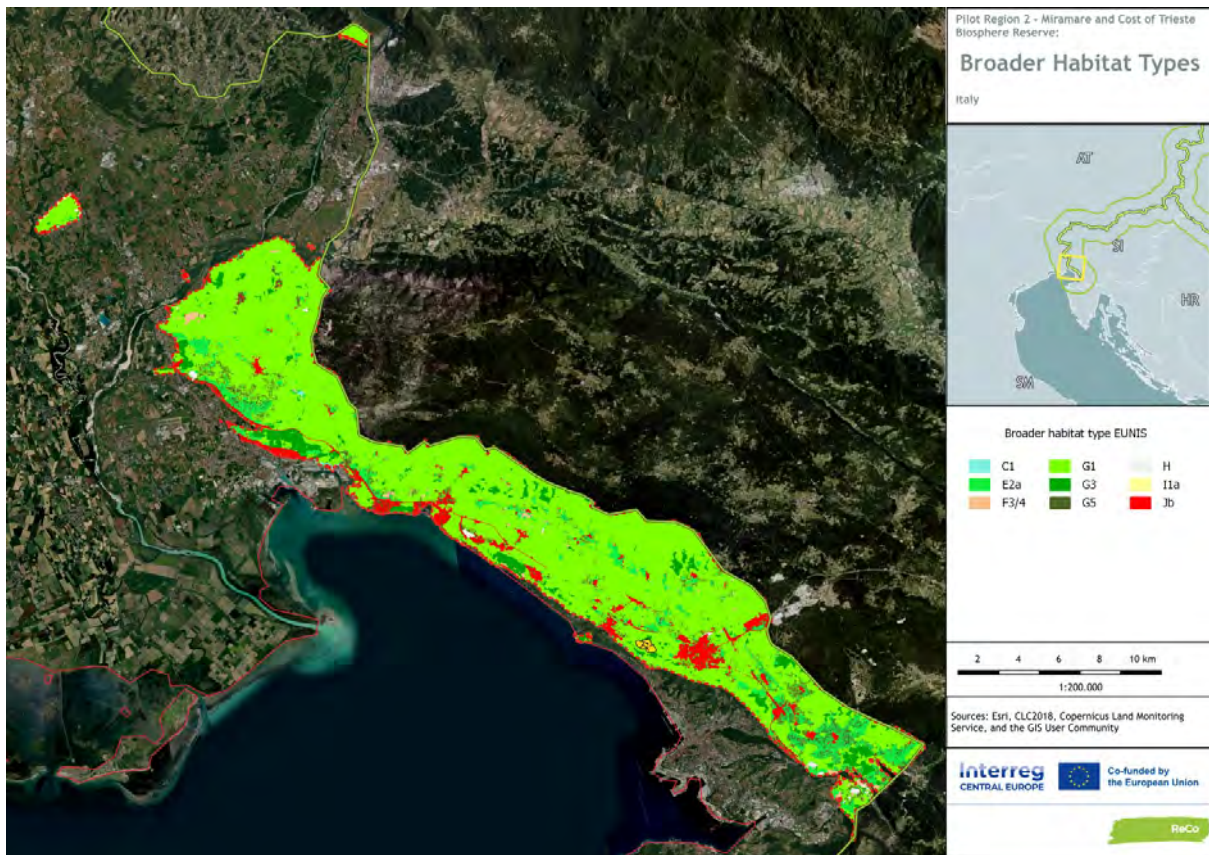 Pilot Region 2 - Miramare and Cost of Trieste
Biosphere Reserve:
Broader Habitat Types
Italy
AT
SI
HR
SM
Broader habitat type EUNIS
C1
G1
H
E2a
G3
I1a
F3/4
G5
Jb
2 4 6 8 10 km
1:200.000
Sources: Esri, CLC2018, Copernicus Land Monitoring
Service, and the GIS User Community
Interreg
CENTRAL EUROPE
Co-funded by
the European Union
ReCo